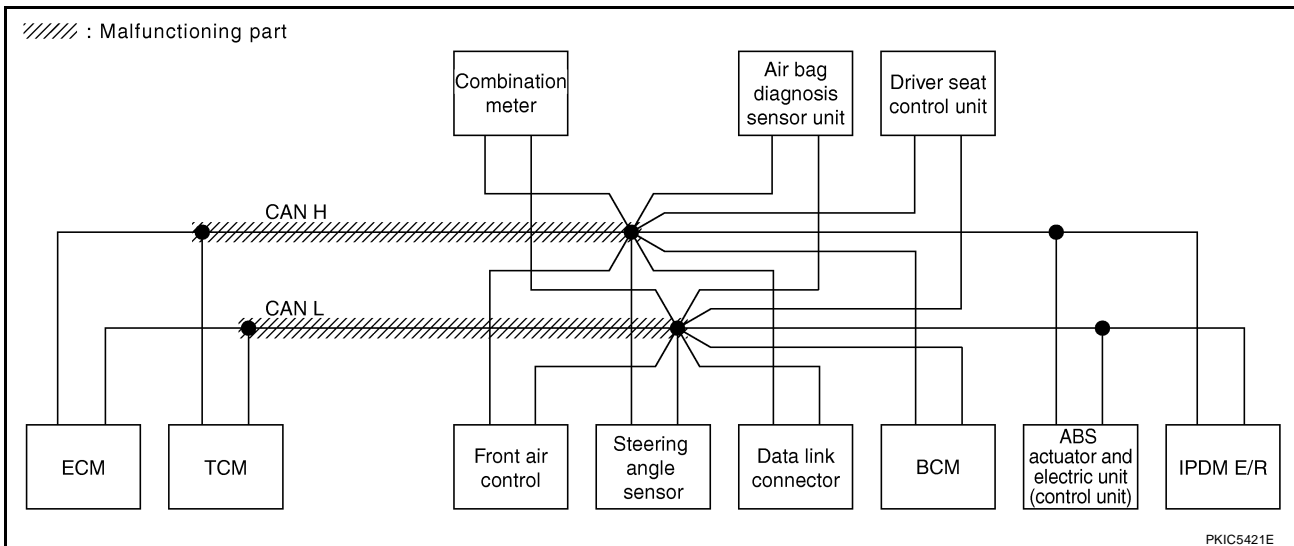 : Malfunctioning part
Combination
meter
Air bag
diagnosis
sensor unit
Driver seat
control unit
CAN H
CAN L
ECM
TCM
Front air
control
Steering
angle
sensor
Data link
connector
BCM
ABS
actuator and
electric unit
(control unit)
IPDM E/R
PKIC5421E